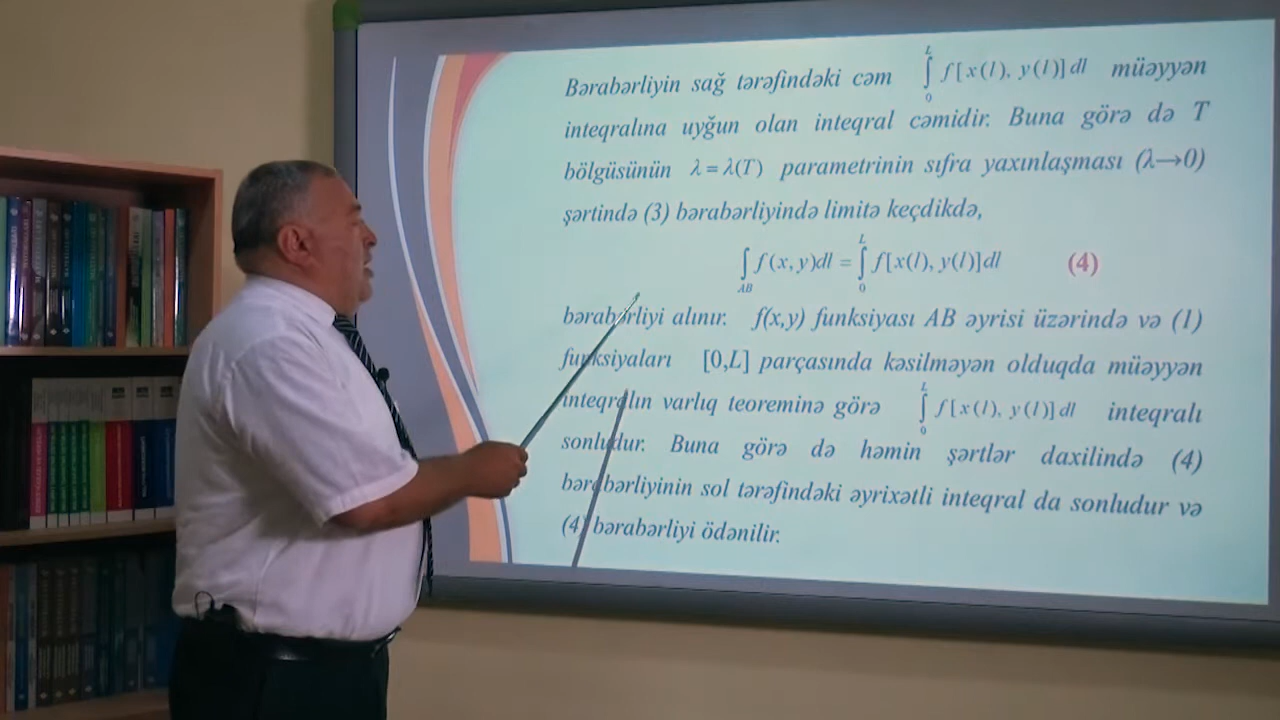 Bərabərliyin sağ tərəfindəki cəm ∫₀ᴸ f[x(l), y(l)]dl müəyyən
inteqralına uyğun olan inteqral cəmidir. Buna görə də T
bölgüsünün λ=λ(T) parametrinin sıfra yaxınlaşması (λ→0)
şərtində (3) bərabərliyində limitə keçdikdə,
∫_AB f(x,y)dl = ∫₀ᴸ f[x(l), y(l)]dl (4)
bərabərliyi alınır. f(x,y) funksiyası AB əyrisi üzərində və (1)
funksiyaları [0,L] parçasında kəsilməyən olduqda müəyyən
inteqralın varlıq teoreminə görə ∫₀ᴸ f[x(l), y(l)]dl inteqralı
sonludur. Buna görə də həmin şərtlər daxilində (4)
bərabərliyinin sol tərəfindəki əyrixətli inteqral da sonludur və
(4) bərabərliyi ödənilir.